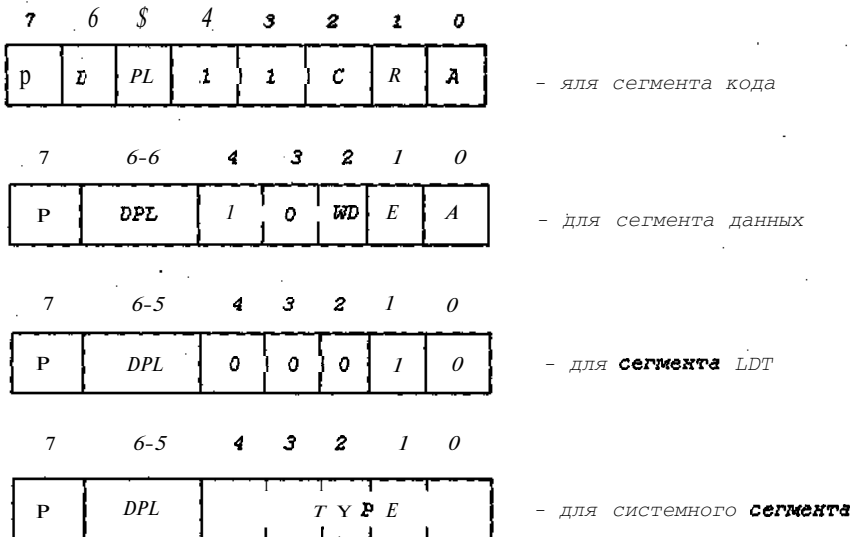 7 6 $ 4 3 2 1 0
p D PL 1 1 C R A - яля сегмента кода
7 6-6 4 3 2 1 0
P DPL 1 0 WD E A - для сегмента данных
7 6-5 4 3 2 1 0
P DPL 0 0 0 1 0 - для сегмента LDT
7 6-5 4 3 2 1 0
P DPL T Y P E - для системного сегмента